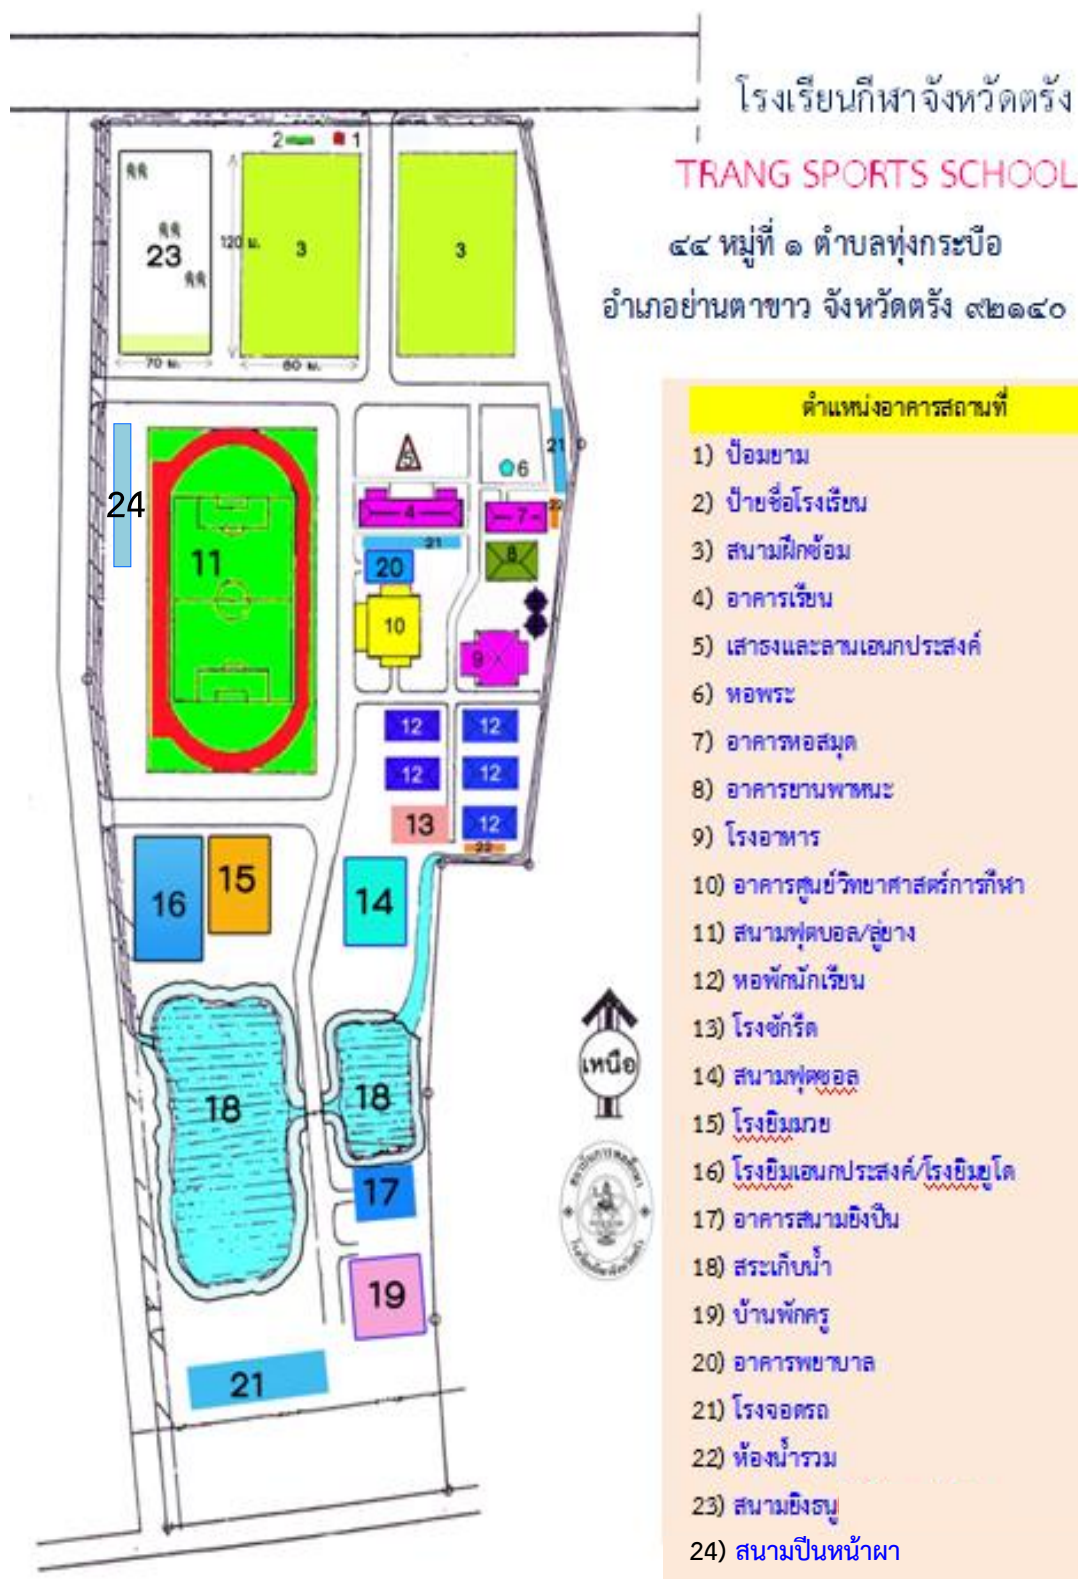 โรงเรียนกีฬาจังหวัดตรัง
TRANG SPORTS SCHOOL
๔๔ หมู่ที่ ๑ ตำบลทุ่งกระบือ
อำเภอย่านตาขาว จังหวัดตรัง ๙๒๑๔๐
2 1
23 120 ม. 3 3
70 ม. 60 ม.
24
11
5 6 21
4 7 22
21 8
20
10
9
12 12
12 12
13 12
22
16 15 14
18 18
17
19
21
เหนือ
ตำแหน่งอาคารสถานที่
1) ป้อมยาม
2) ป้ายชื่อโรงเรียน
3) สนามฝึกซ้อม
4) อาคารเรียน
5) เสาธงและลานเอนกประสงค์
6) หอพระ
7) อาคารหอสมุด
8) อาคารยานพาหนะ
9) โรงอาหาร
10) อาคารศูนย์วิทยาศาสตร์การกีฬา
11) สนามฟุตบอล/ลู่ยาง
12) หอพักนักเรียน
13) โรงซักรีด
14) สนามฟุตซอล
15) โรงยิมมวย
16) โรงยิมเอนกประสงค์/โรงยิมยูโด
17) อาคารสนามยิงปืน
18) สระเก็บน้ำ
19) บ้านพักครู
20) อาคารพยาบาล
21) โรงจอดรถ
22) ห้องน้ำรวม
23) สนามยิงธนู
24) สนามปีนหน้าผา